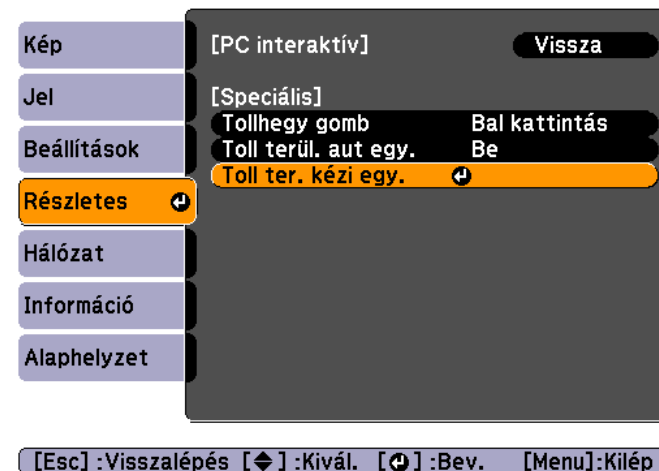 Kép
Jel
Beállítások
Részletes
Hálózat
Információ
Alaphelyzet
[PC interaktív] Vissza
[Speciális]
Tollhegy gomb Bal kattintás
Toll terül. aut egy. Be
Toll ter. kézi egy.
[Esc] :Visszalépés [◆] :Kivál. [⏎] :Bev. [Menu]:Kilép